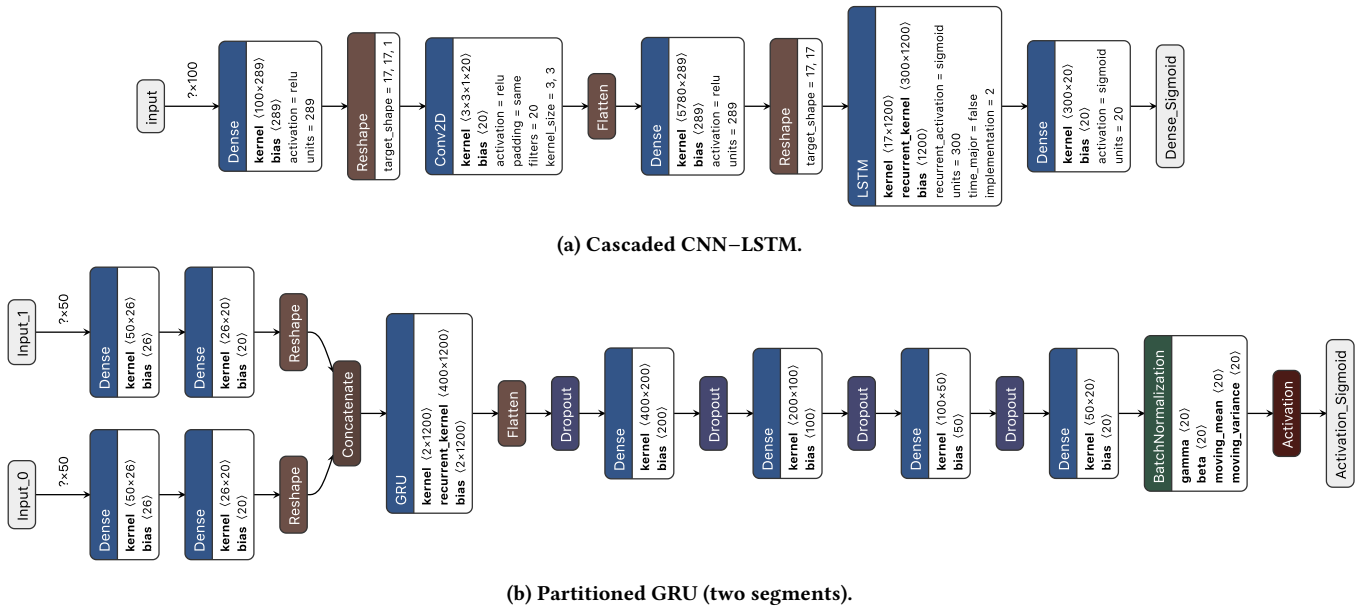 input
?×100
Dense
kernel ⟨100×289⟩
bias ⟨289⟩
activation = relu
units = 289
Reshape
target_shape = 17, 17, 1
Conv2D
kernel ⟨3×3×1×20⟩
bias ⟨20⟩
activation = relu
padding = same
filters = 20
kernel_size = 3, 3
Flatten
Dense
kernel ⟨5780×289⟩
bias ⟨289⟩
activation = relu
units = 289
Reshape
target_shape = 17, 17
LSTM
kernel ⟨17×1200⟩
recurrent_kernel ⟨300×1200⟩
bias ⟨1200⟩
recurrent_activation = sigmoid
units = 300
time_major = false
implementation = 2
Dense
kernel ⟨300×20⟩
bias ⟨20⟩
activation = sigmoid
units = 20
Dense_Sigmoid
(a) Cascaded CNN–LSTM.
Input_1
?×50
Dense
kernel ⟨50×26⟩
bias ⟨26⟩
Dense
kernel ⟨26×20⟩
bias ⟨20⟩
Reshape
Input_0
?×50
Dense
kernel ⟨50×26⟩
bias ⟨26⟩
Dense
kernel ⟨26×20⟩
bias ⟨20⟩
Reshape
Concatenate
GRU
kernel ⟨2×1200⟩
recurrent_kernel ⟨400×1200⟩
bias ⟨2×1200⟩
Flatten
Dropout
Dense
kernel ⟨400×200⟩
bias ⟨200⟩
Dropout
Dense
kernel ⟨200×100⟩
bias ⟨100⟩
Dropout
Dense
kernel ⟨100×50⟩
bias ⟨50⟩
Dropout
Dense
kernel ⟨50×20⟩
bias ⟨20⟩
BatchNormalization
gamma ⟨20⟩
beta ⟨20⟩
moving_mean ⟨20⟩
moving_variance ⟨20⟩
Activation
Activation_Sigmoid
(b) Partitioned GRU (two segments).